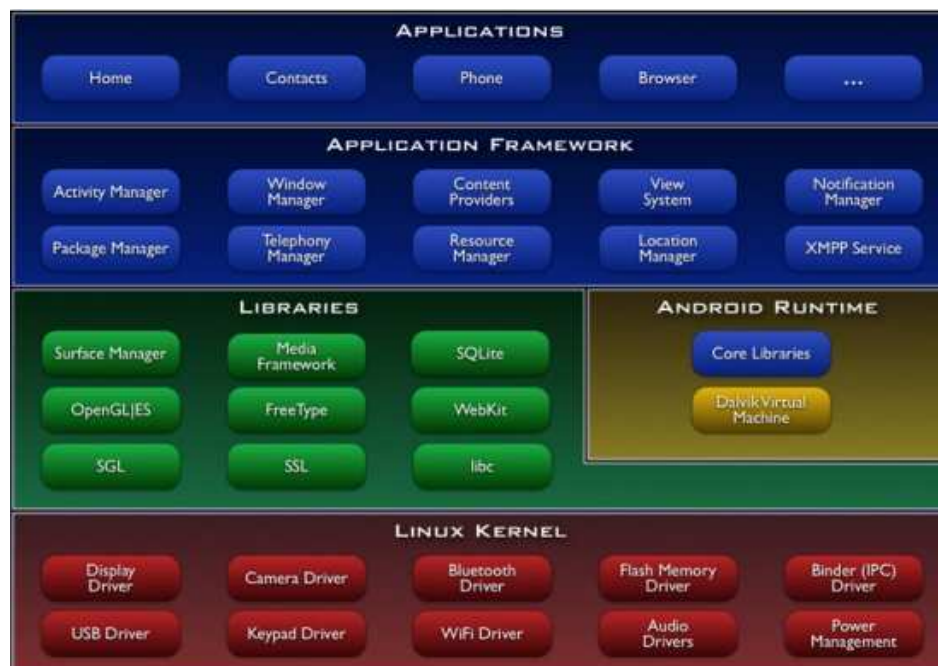 APPLICATIONS
Home
Contacts
Phone
Browser
...
APPLICATION FRAMEWORK
Activity Manager
Window
Manager
Content
Providers
View
System
Notification
Manager
Package Manager
Telephony
Manager
Resource
Manager
Location
Manager
XMPP Service
LIBRARIES
Surface Manager
Media
Framework
SQLite
OpenGL|ES
FreeType
WebKit
SGL
SSL
libc
ANDROID RUNTIME
Core Libraries
Dalvik Virtual
Machine
LINUX KERNEL
Display
Driver
Camera Driver
Bluetooth
Driver
Flash Memory
Driver
Binder (IPC)
Driver
USB Driver
Keypad Driver
WiFi Driver
Audio
Drivers
Power
Management